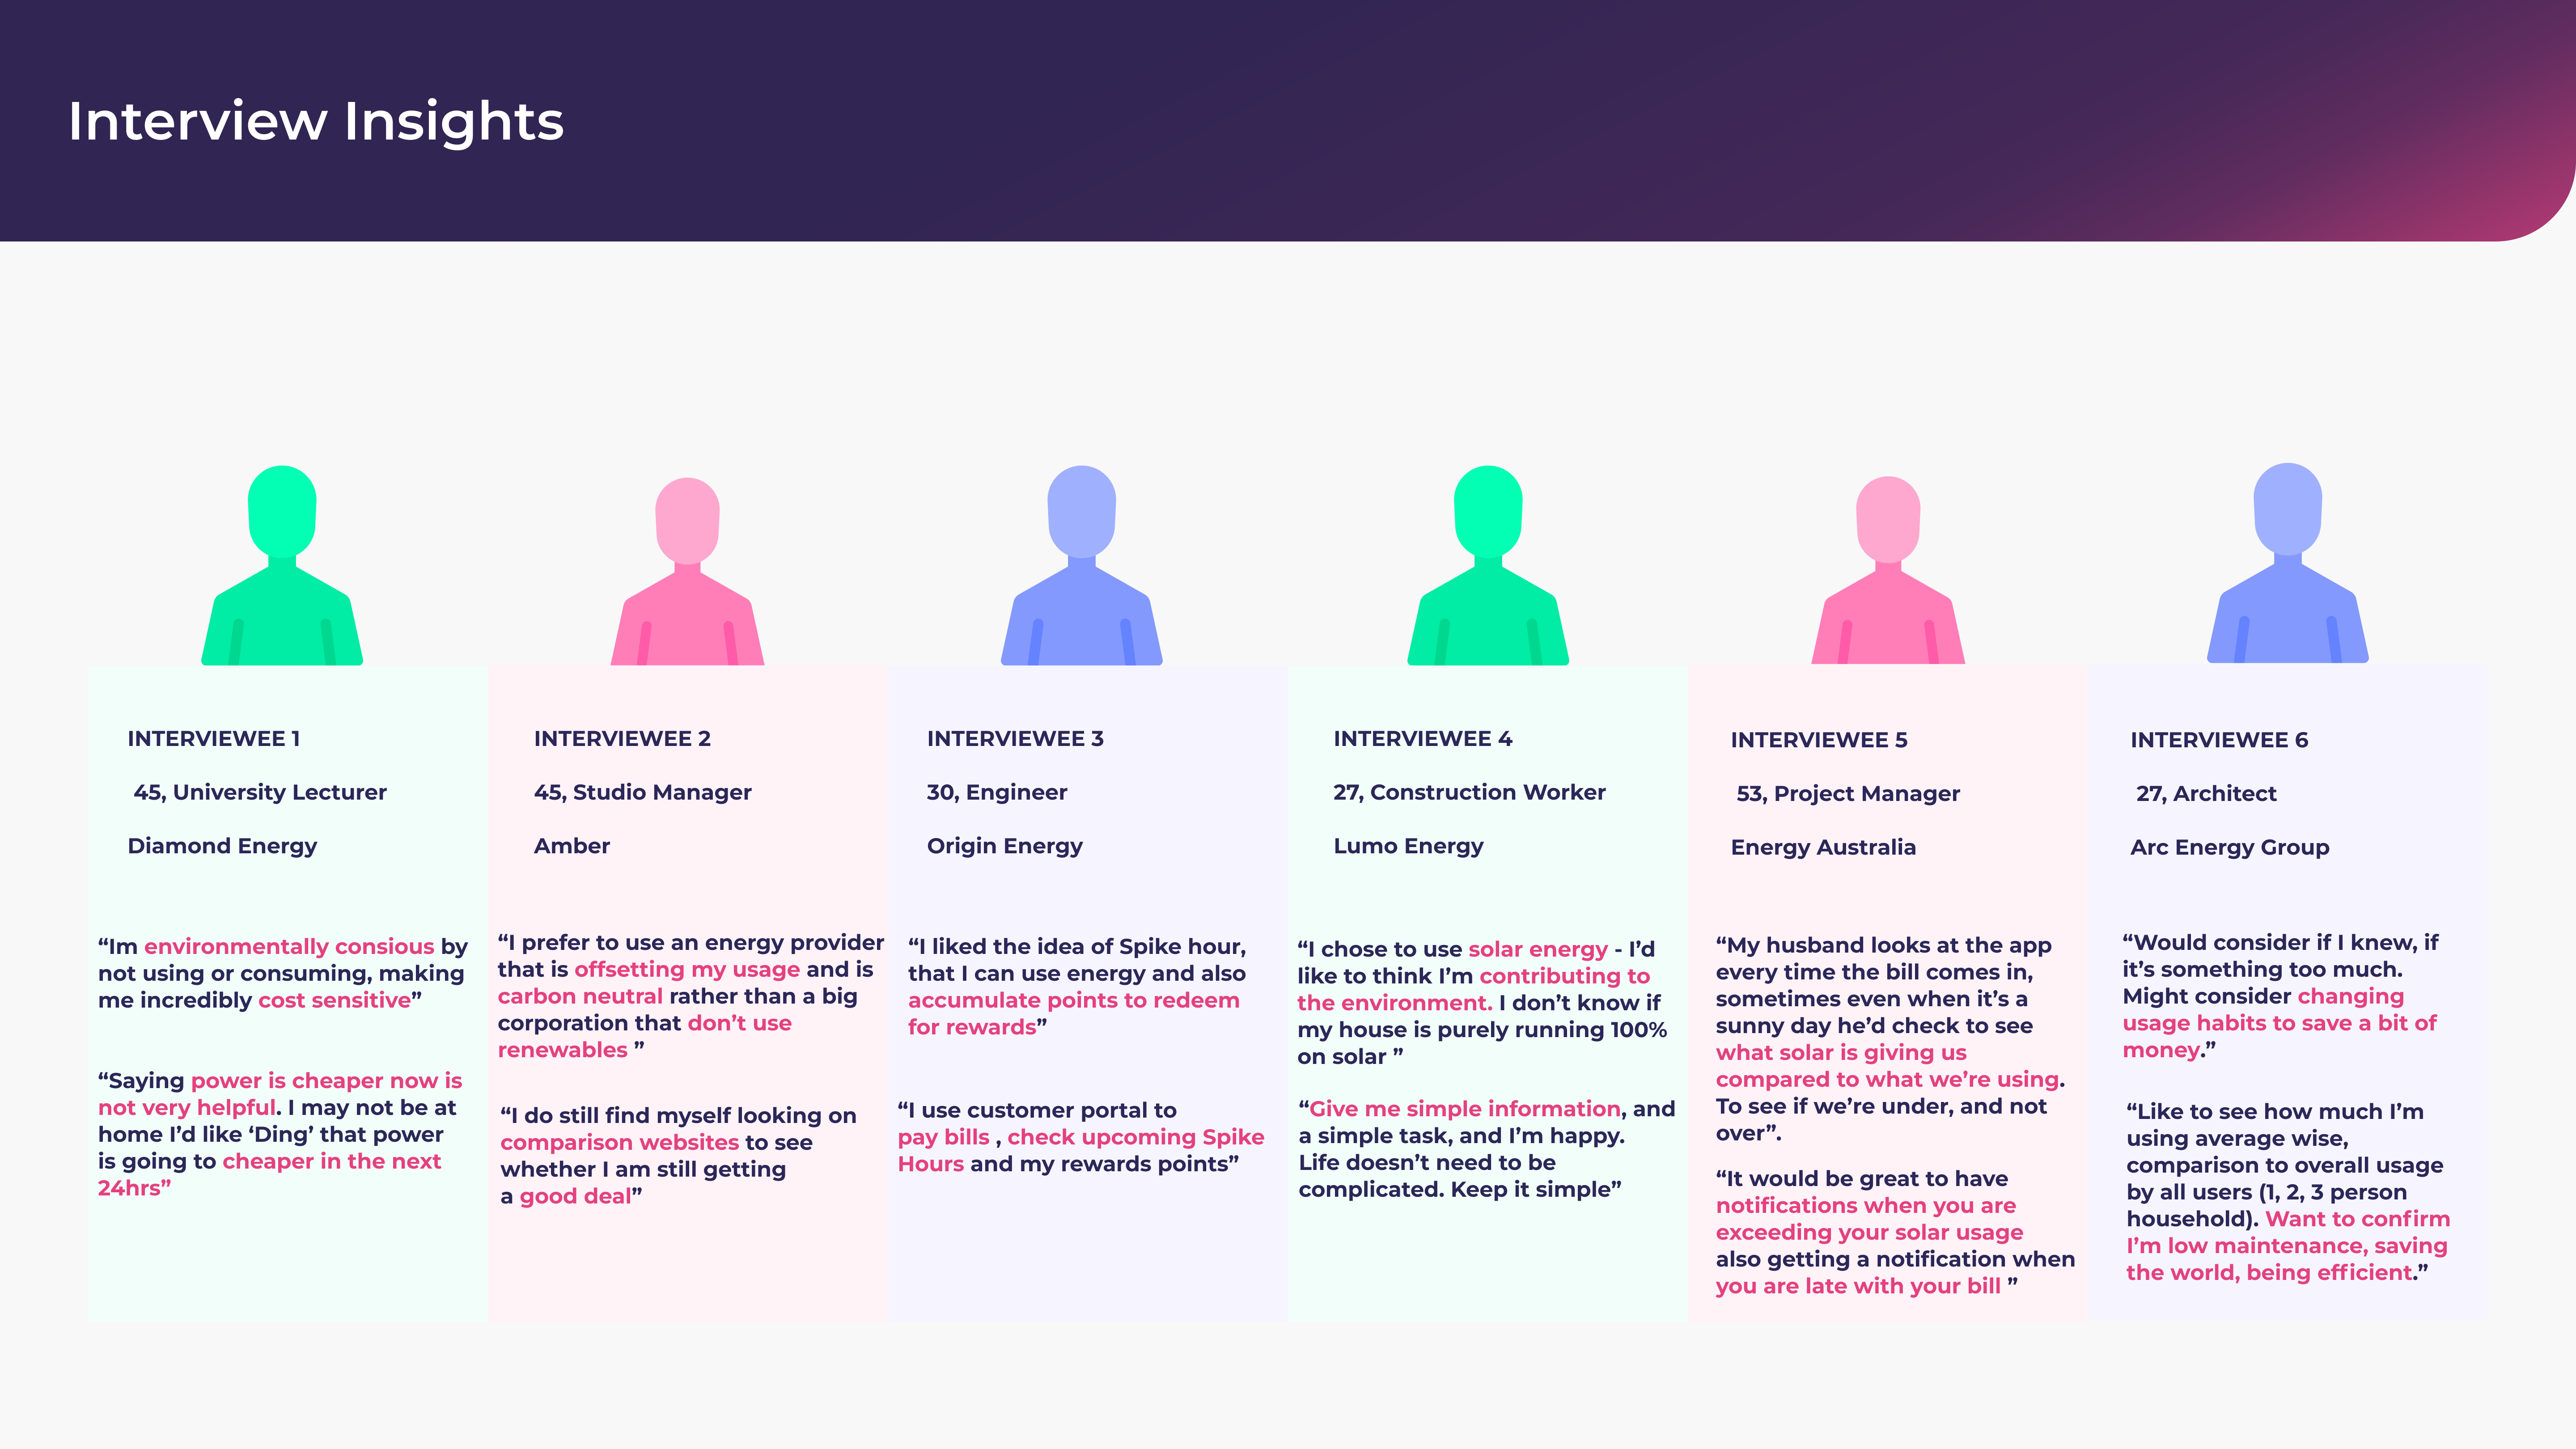 Interview Insights
INTERVIEWEE 1
45, University Lecturer
Diamond Energy
“Im environmentally consious by
not using or consuming, making
me incredibly cost sensitive”
“Saying power is cheaper now is
not very helpful. I may not be at
home I’d like ‘Ding’ that power
is going to cheaper in the next
24hrs”
INTERVIEWEE 2
45, Studio Manager
Amber
“I prefer to use an energy provider
that is offsetting my usage and is
carbon neutral rather than a big
corporation that don’t use
renewables ”
“I do still find myself looking on
comparison websites to see
whether I am still getting
a good deal”
INTERVIEWEE 3
30, Engineer
Origin Energy
“I liked the idea of Spike hour,
that I can use energy and also
accumulate points to redeem
for rewards”
“I use customer portal to
pay bills , check upcoming Spike
Hours and my rewards points”
INTERVIEWEE 4
27, Construction Worker
Lumo Energy
“I chose to use solar energy - I’d
like to think I’m contributing to
the environment. I don’t know if
my house is purely running 100%
on solar ”
“Give me simple information, and
a simple task, and I’m happy.
Life doesn’t need to be
complicated. Keep it simple”
INTERVIEWEE 5
53, Project Manager
Energy Australia
“My husband looks at the app
every time the bill comes in,
sometimes even when it’s a
sunny day he’d check to see
what solar is giving us
compared to what we’re using.
To see if we’re under, and not
over”.
“It would be great to have
notifications when you are
exceeding your solar usage
also getting a notification when
you are late with your bill ”
INTERVIEWEE 6
27, Architect
Arc Energy Group
“Would consider if I knew, if
it’s something too much.
Might consider changing
usage habits to save a bit of
money.”
“Like to see how much I’m
using average wise,
comparison to overall usage
by all users (1, 2, 3 person
household). Want to confirm
I’m low maintenance, saving
the world, being efficient.”